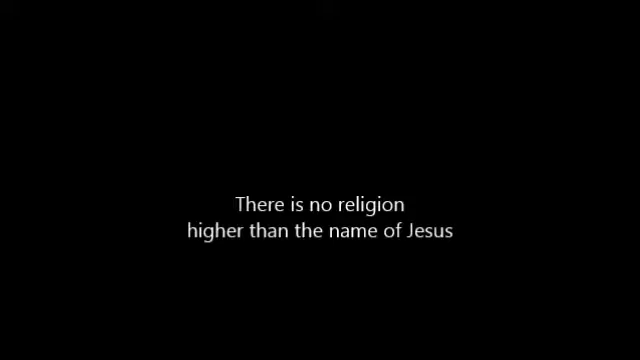 There is no religion
higher than the name of Jesus